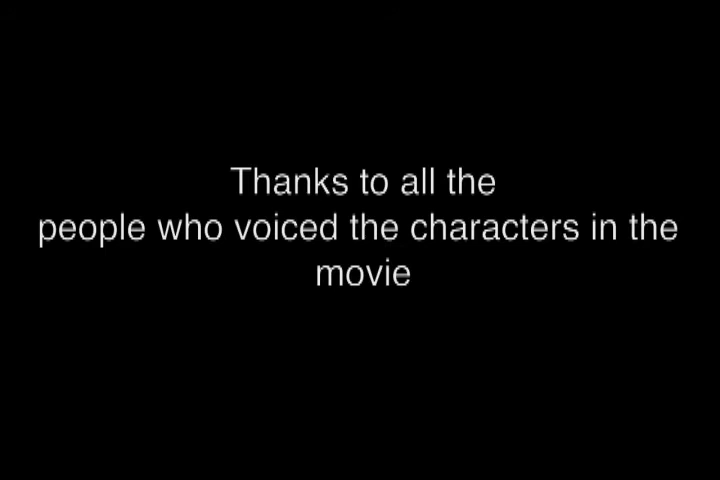 Thanks to all the
people who voiced the characters in the
movie